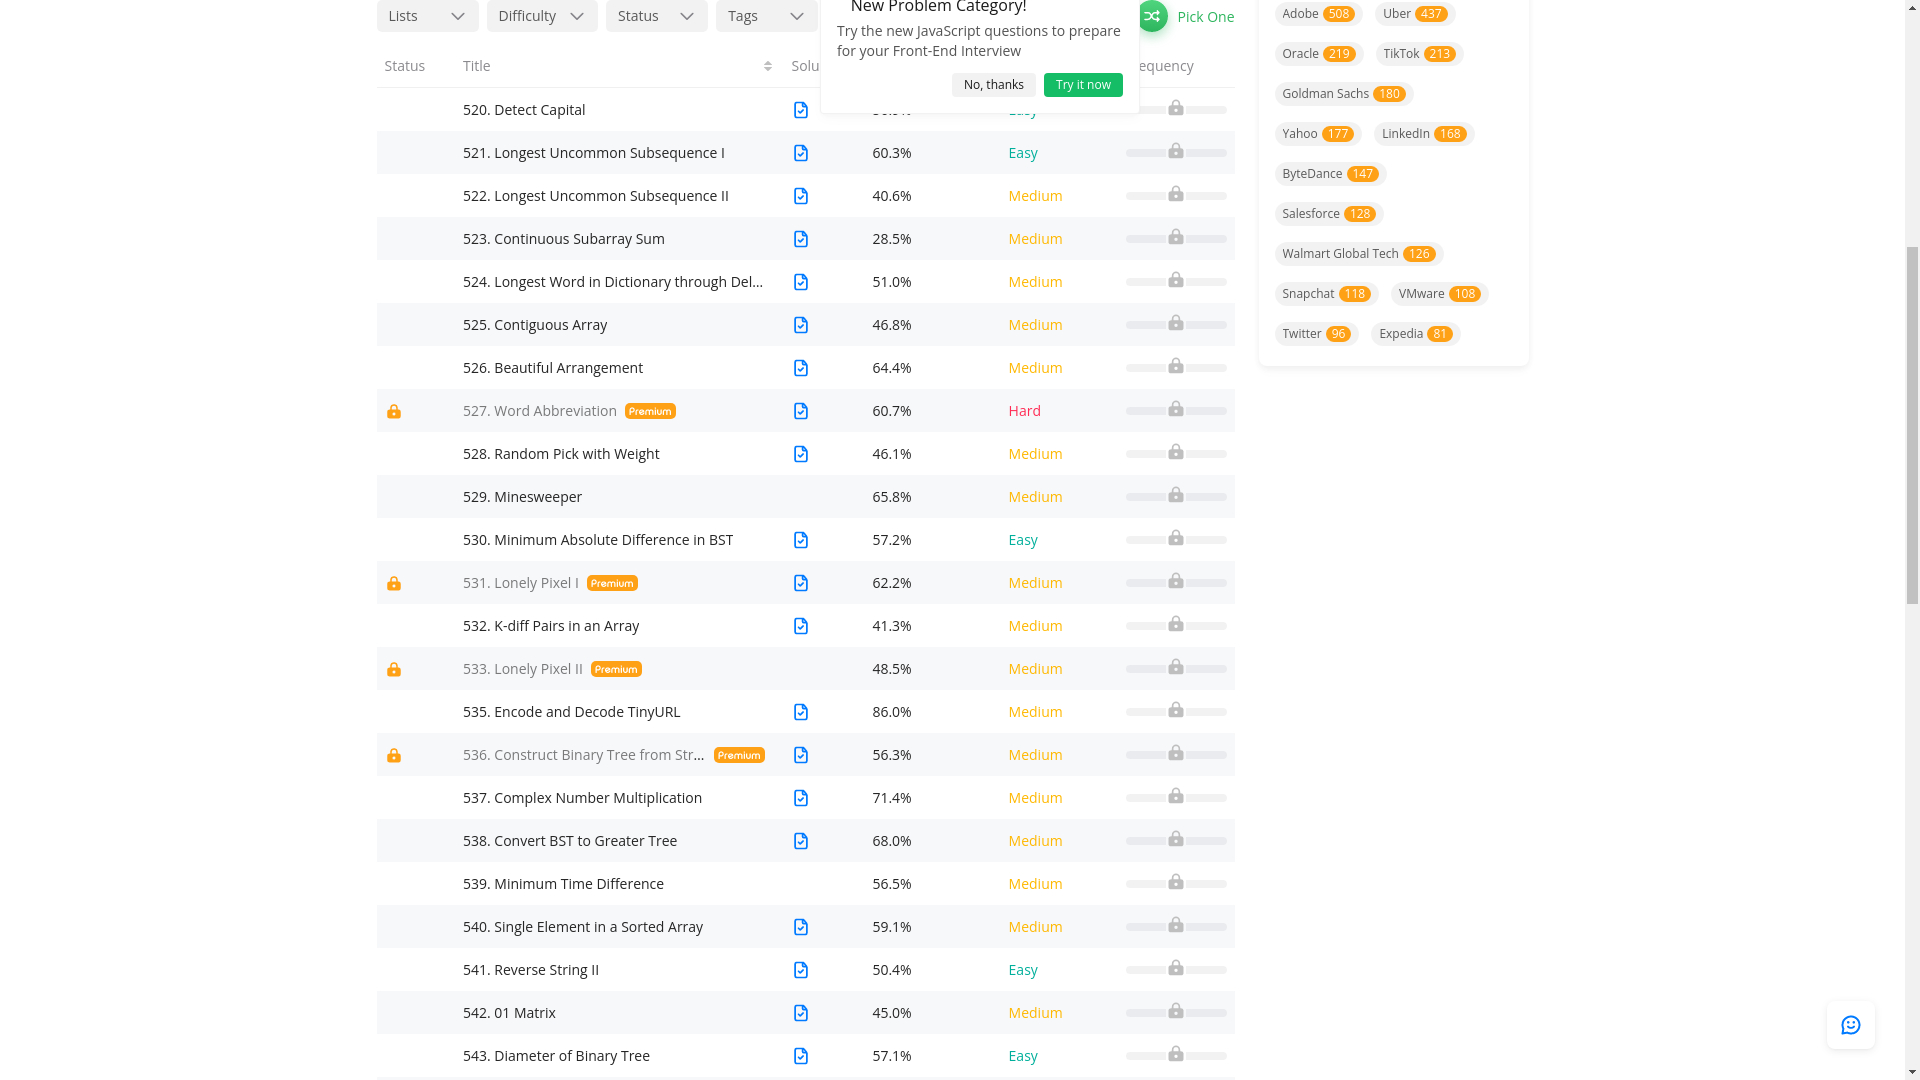 Lists Difficulty Status Tags New Problem Category! Pick One
Try the new JavaScript questions to prepare
for your Front-End Interview
No, thanks Try it now
Status Title Solu equency
520. Detect Capital Easy
521. Longest Uncommon Subsequence I 60.3% Easy
522. Longest Uncommon Subsequence II 40.6% Medium
523. Continuous Subarray Sum 28.5% Medium
524. Longest Word in Dictionary through Del... 51.0% Medium
525. Contiguous Array 46.8% Medium
526. Beautiful Arrangement 64.4% Medium
527. Word Abbreviation Premium 60.7% Hard
528. Random Pick with Weight 46.1% Medium
529. Minesweeper 65.8% Medium
530. Minimum Absolute Difference in BST 57.2% Easy
531. Lonely Pixel I Premium 62.2% Medium
532. K-diff Pairs in an Array 41.3% Medium
533. Lonely Pixel II Premium 48.5% Medium
535. Encode and Decode TinyURL 86.0% Medium
536. Construct Binary Tree from Str... Premium 56.3% Medium
537. Complex Number Multiplication 71.4% Medium
538. Convert BST to Greater Tree 68.0% Medium
539. Minimum Time Difference 56.5% Medium
540. Single Element in a Sorted Array 59.1% Medium
541. Reverse String II 50.4% Easy
542. 01 Matrix 45.0% Medium
543. Diameter of Binary Tree 57.1% Easy
Adobe 508 Uber 437
Oracle 219 TikTok 213
Goldman Sachs 180
Yahoo 177 LinkedIn 168
ByteDance 147
Salesforce 128
Walmart Global Tech 126
Snapchat 118 VMware 108
Twitter 96 Expedia 81